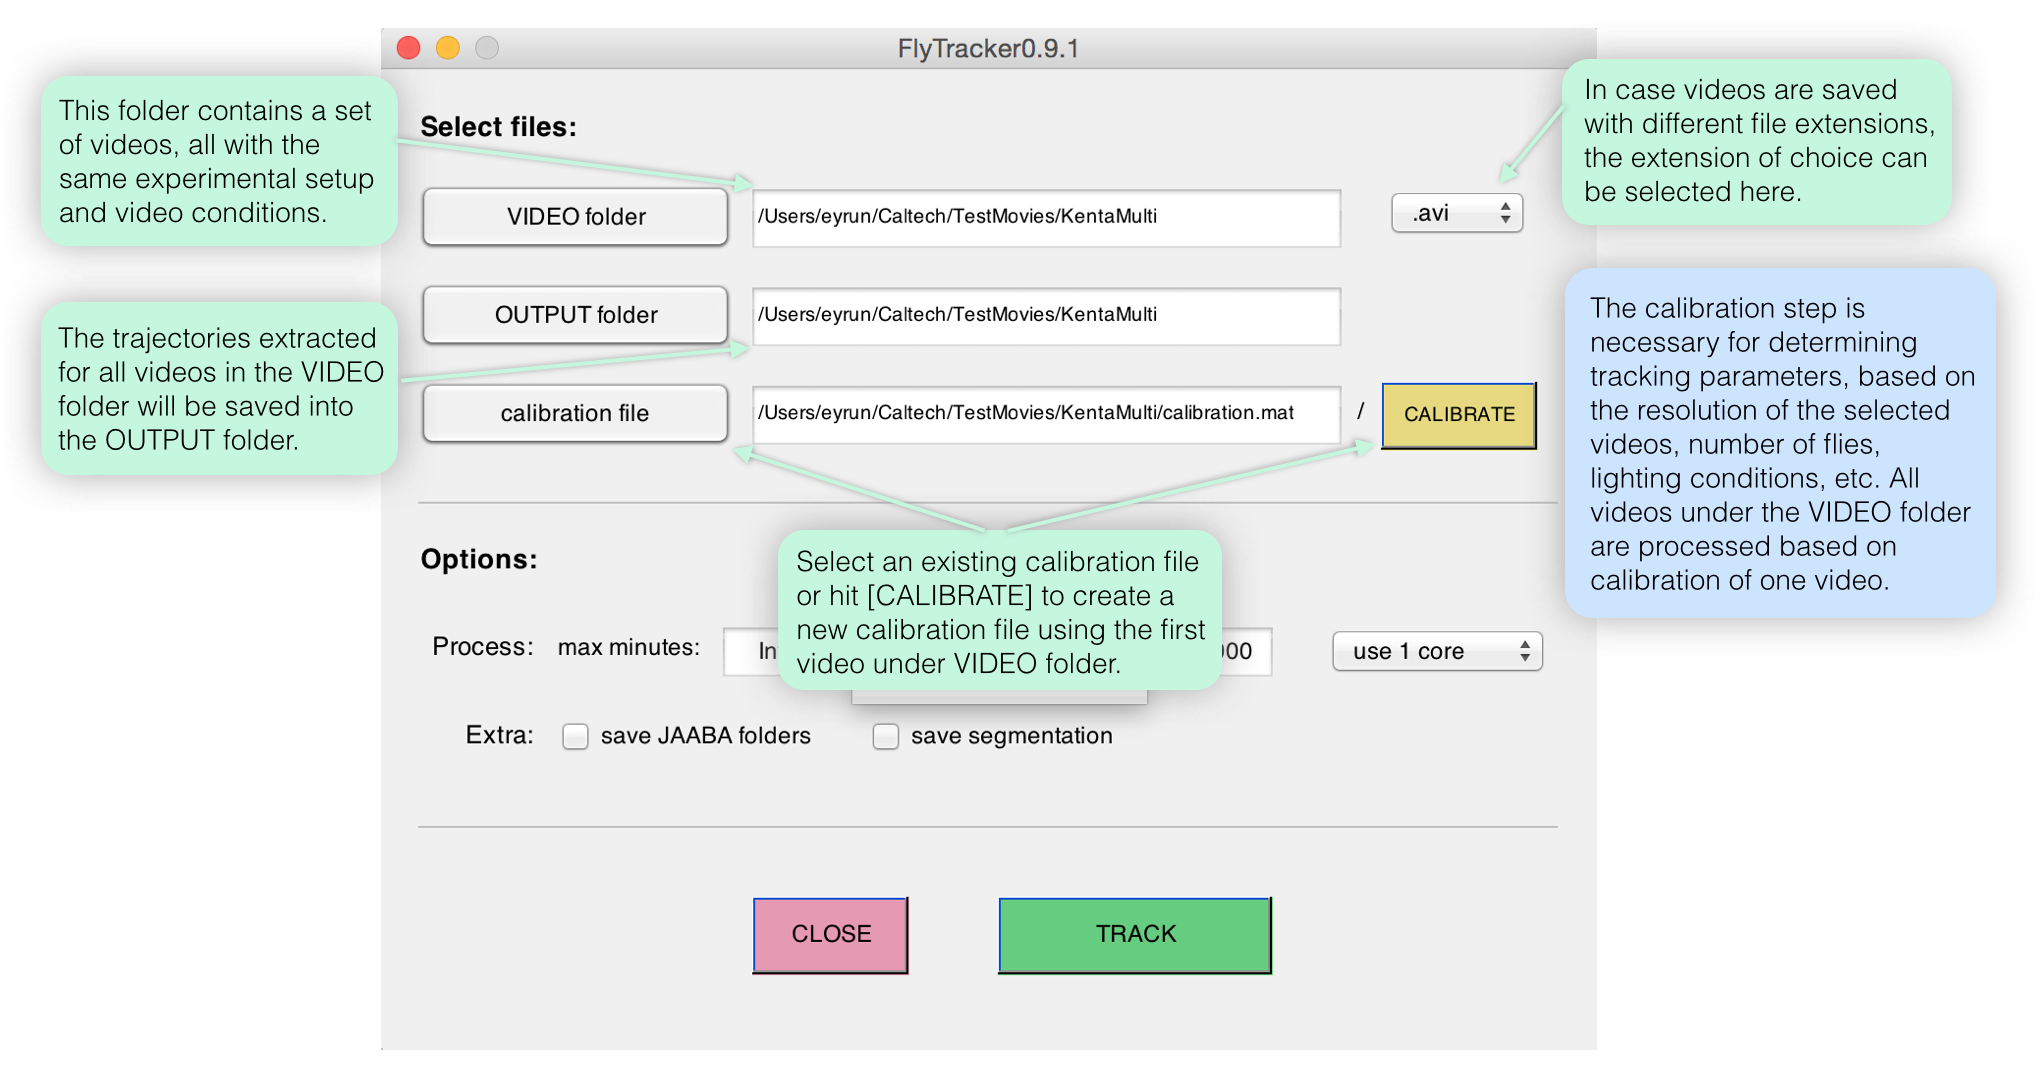 FlyTracker0.9.1
This folder contains a set
of videos, all with the
same experimental setup
and video conditions.
In case videos are saved
with different file extensions,
the extension of choice can
be selected here.
Select files:
VIDEO folder
/Users/eyrun/Caltech/TestMovies/KentaMulti
.avi
OUTPUT folder
/Users/eyrun/Caltech/TestMovies/KentaMulti
The trajectories extracted
for all videos in the VIDEO
folder will be saved into
the OUTPUT folder.
calibration file
/Users/eyrun/Caltech/TestMovies/KentaMulti/calibration.mat
/
CALIBRATE
The calibration step is
necessary for determining
tracking parameters, based on
the resolution of the selected
videos, number of flies,
lighting conditions, etc. All
videos under the VIDEO folder
are processed based on
calibration of one video.
Select an existing calibration file
or hit [CALIBRATE] to create a
new calibration file using the first
video under VIDEO folder.
Options:
Process:
max minutes:
use 1 core
Extra:
save JAABA folders
save segmentation
CLOSE
TRACK